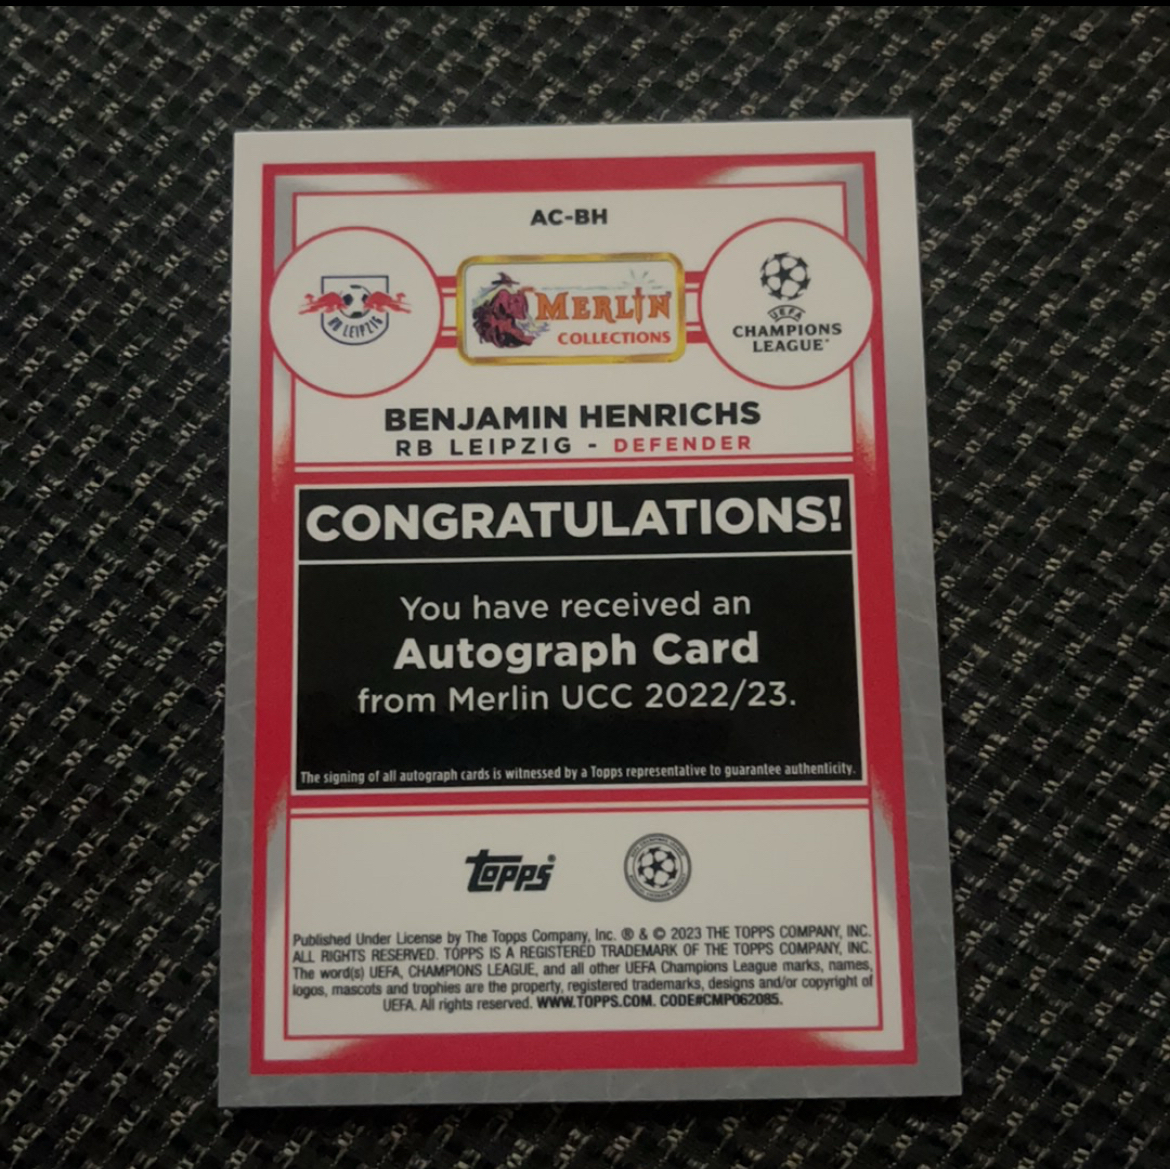 AC-BH
RB LEIPZIG
MERLIN
COLLECTIONS
UEFA
CHAMPIONS
LEAGUE®
BENJAMIN HENRICHS
RB LEIPZIG - DEFENDER
CONGRATULATIONS!
You have received an
Autograph Card
from Merlin UCC 2022/23.
The signing of all autograph cards is witnessed by a Topps representative to guarantee authenticity.
topps®
Published Under License by The Topps Company, Inc. ® & © 2023 THE TOPPS COMPANY, INC.
ALL RIGHTS RESERVED. TOPPS IS A REGISTERED TRADEMARK OF THE TOPPS COMPANY, INC.
The word(s) UEFA, CHAMPIONS LEAGUE, and all other UEFA Champions League marks, names,
logos, mascots and trophies are the property, registered trademarks, designs and/or copyright of
UEFA. All rights reserved. WWW.TOPPS.COM. CODE#CMP062085.